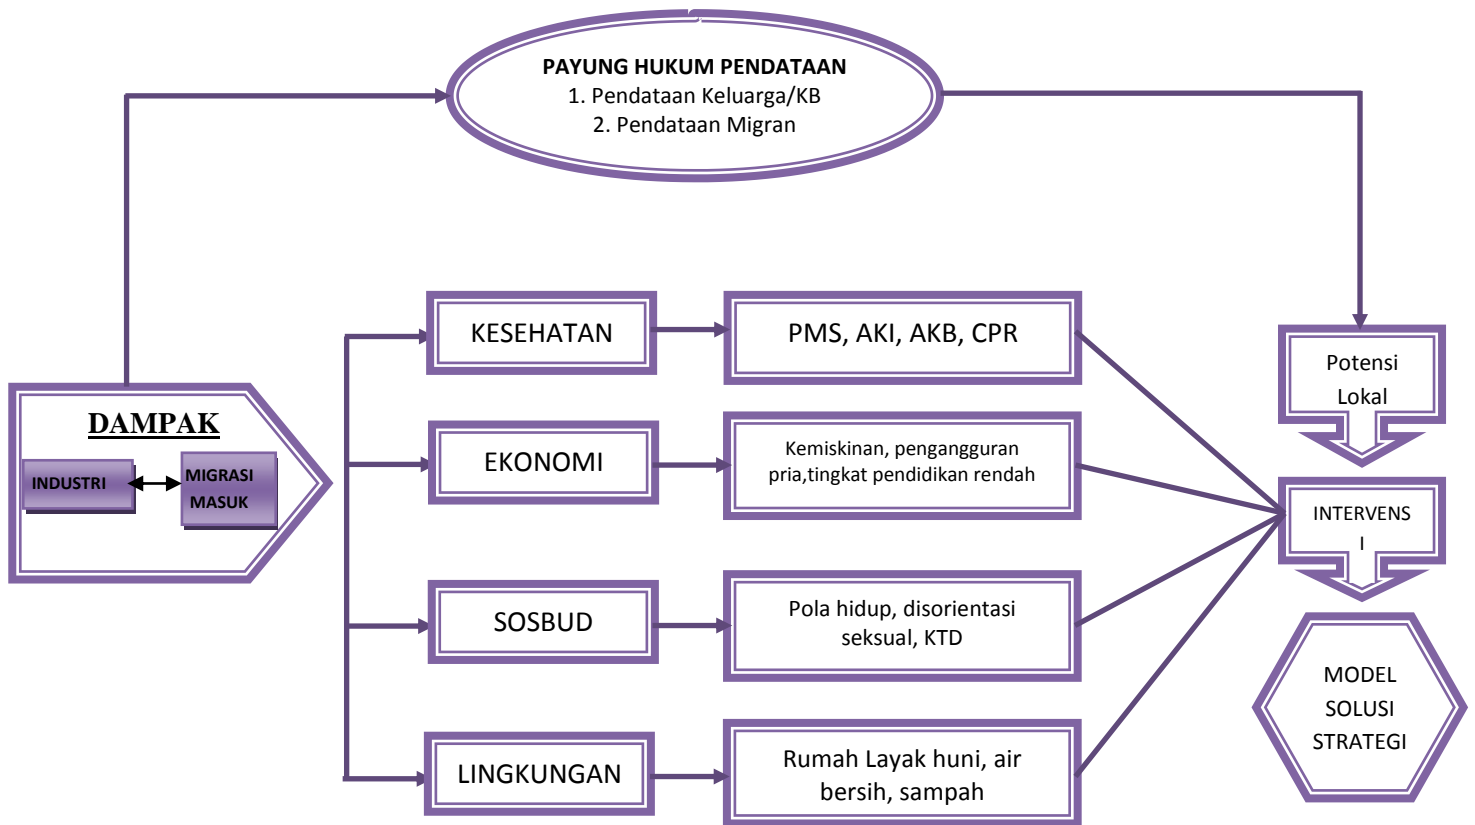 PAYUNG HUKUM PENDATAAN
1. Pendataan Keluarga/KB
2. Pendataan Migran
DAMPAK
INDUSTRI
MIGRASI
MASUK
KESEHATAN
PMS, AKI, AKB, CPR
EKONOMI
Kemiskinan, pengangguran
pria,tingkat pendidikan rendah
SOSBUD
Pola hidup, disorientasi
seksual, KTD
LINGKUNGAN
Rumah Layak huni, air
bersih, sampah
Potensi
Lokal
INTERVENS
I
MODEL
SOLUSI
STRATEGI